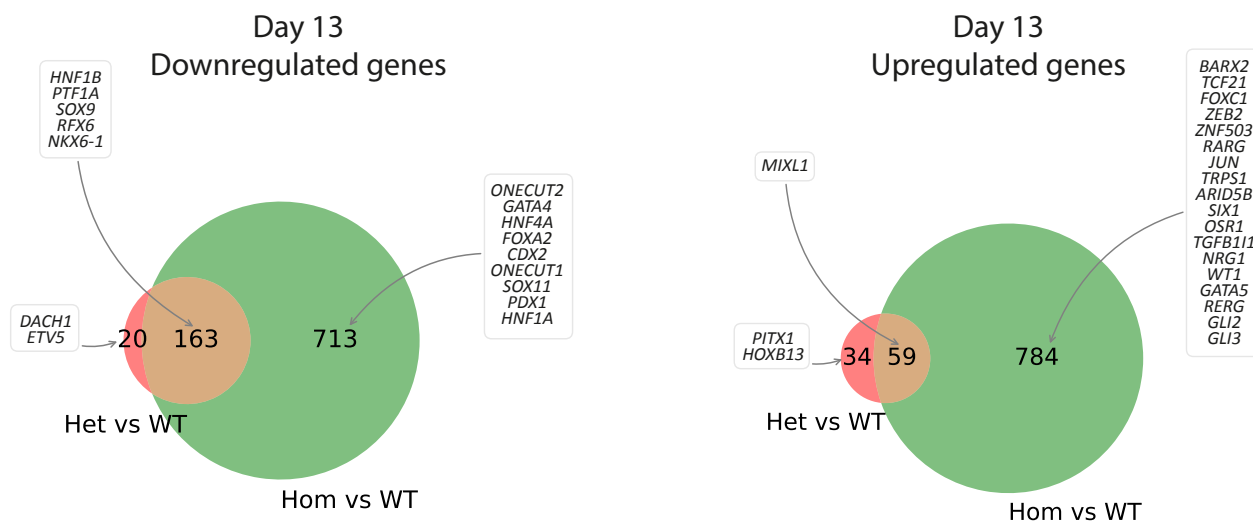 Day 13
Downregulated genes
HNF1B
PTF1A
SOX9
RFX6
NKX6-1
ONECUT2
GATA4
HNF4A
FOXA2
CDX2
ONECUT1
SOX11
PDX1
HNF1A
DACH1
ETV5
20
163
713
Het vs WT
Hom vs WT
Day 13
Upregulated genes
BARX2
TCF21
FOXC1
ZEB2
ZNF503
RARG
JUN
TRPS1
ARID5B
SIX1
OSR1
TGFB1I1
NRG1
WT1
GATA5
RERG
GLI2
GLI3
MIXL1
PITX1
HOXB13
34
59
784
Het vs WT
Hom vs WT